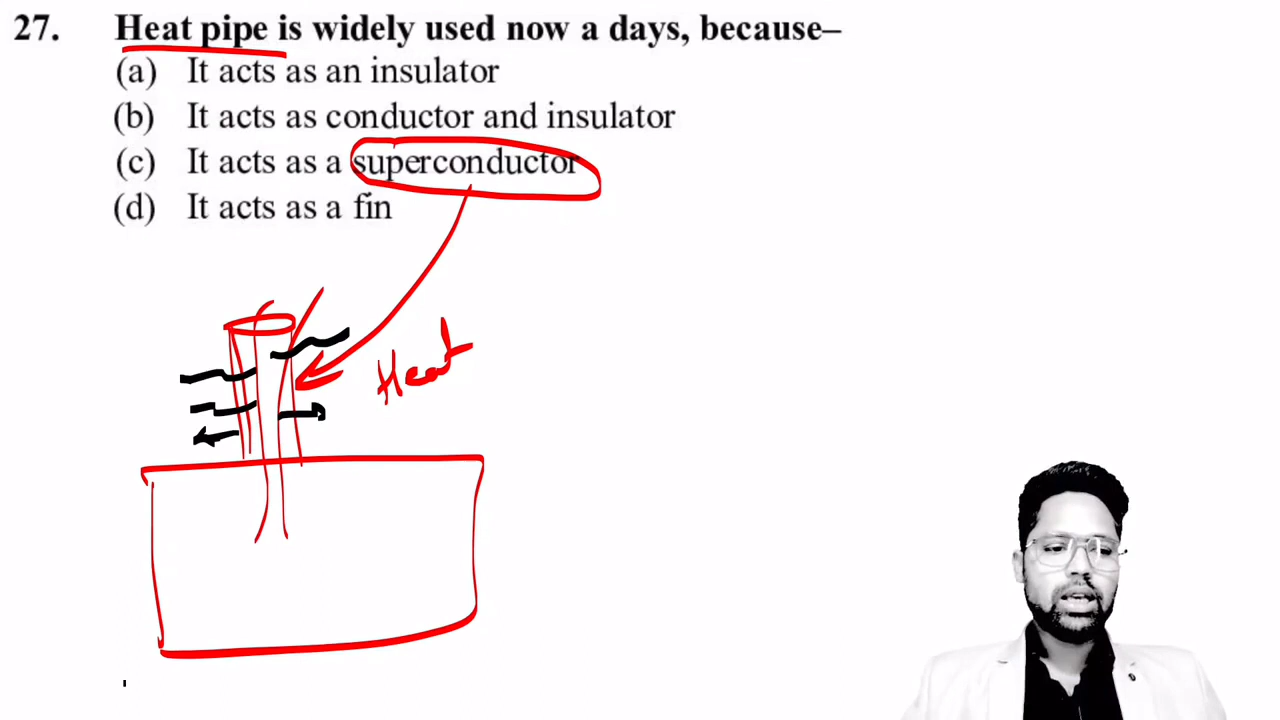 27. Heat pipe is widely used now a days, because–
(a) It acts as an insulator
(b) It acts as conductor and insulator
(c) It acts as a superconductor
(d) It acts as a fin
Heat